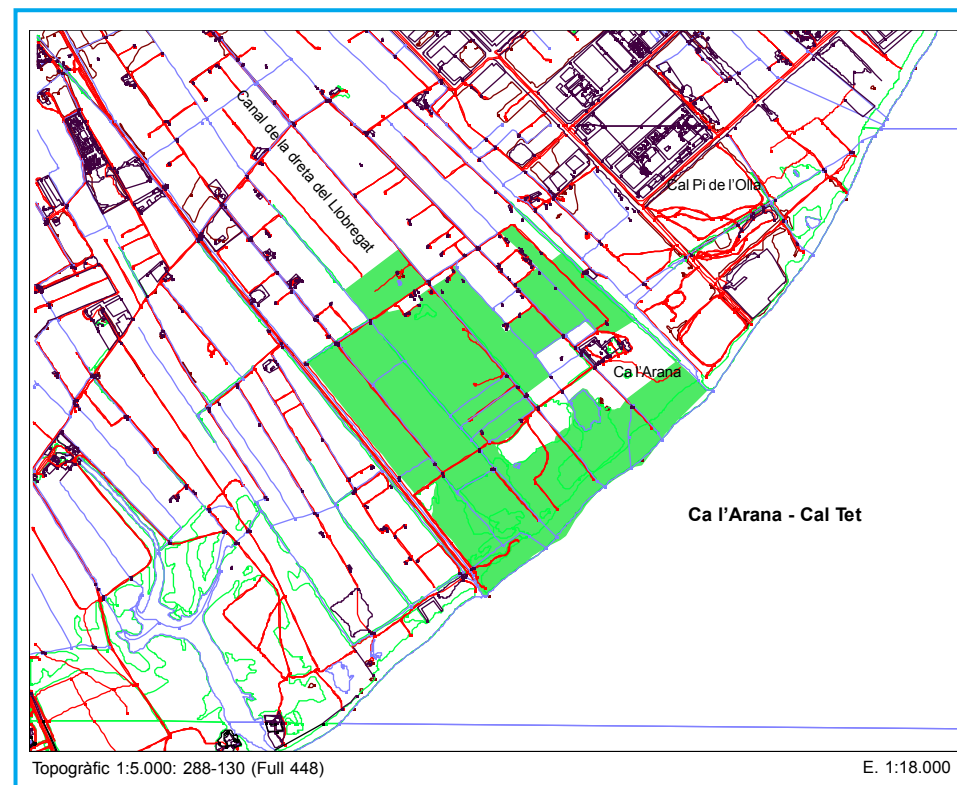 Canal de la dreta del Llobregat
Cal Pi de l'Olla
Ca l'Arana
Ca l'Arana - Cal Tet
Topogràfic 1:5.000: 288-130 (Full 448)
E. 1:18.000